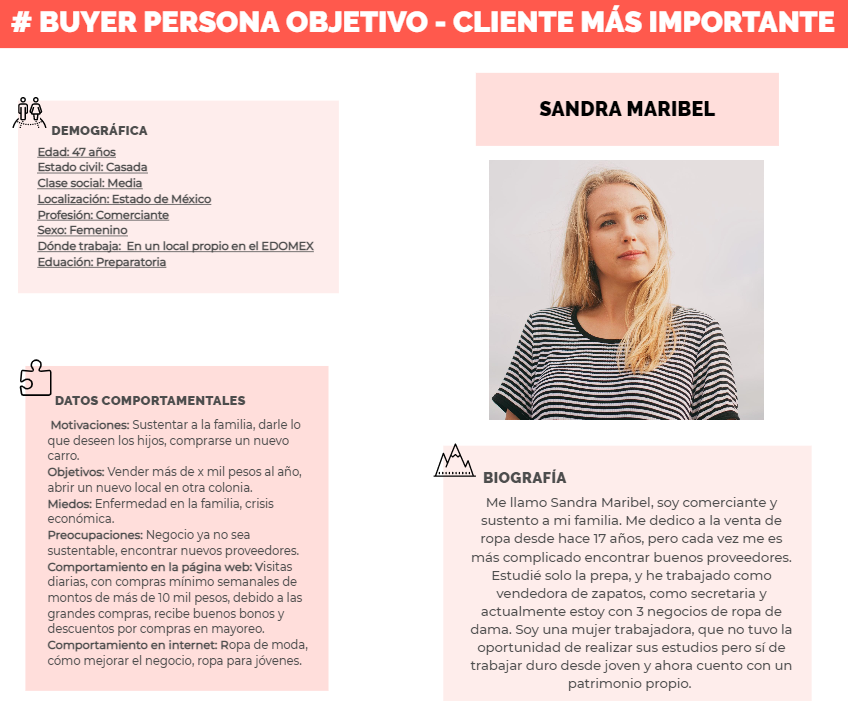 # BUYER PERSONA OBJETIVO - CLIENTE MÁS IMPORTANTE
DEMOGRÁFICA
Edad: 47 años
Estado civil: Casada
Clase social: Media
Localización: Estado de México
Profesión: Comerciante
Sexo: Femenino
Dónde trabaja:  En un local propio en el EDOMEX
Eduación: Preparatoria
DATOS COMPORTAMENTALES
Motivaciones: Sustentar a la familia, darle lo
que deseen los hijos, comprarse un nuevo
carro.
Objetivos: Vender más de x mil pesos al año,
abrir un nuevo local en otra colonia.
Miedos: Enfermedad en la familia, crisis
económica.
Preocupaciones: Negocio ya no sea
sustentable, encontrar nuevos proveedores.
Comportamiento en la página web: Visitas
diarias, con compras mínimo semanales de
montos de más de 10 mil pesos, debido a las
grandes compras, recibe buenos bonos y
descuentos por compras en mayoreo.
Comportamiento en internet: Ropa de moda,
cómo mejorar el negocio, ropa para jóvenes.
SANDRA MARIBEL
BIOGRAFÍA
Me llamo Sandra Maribel, soy comerciante y
sustento a mi familia. Me dedico a la venta de
ropa desde hace 17 años, pero cada vez me es
más complicado encontrar buenos proveedores.
Estudié solo la prepa, y he trabajado como
vendedora de zapatos, como secretaria y
actualmente estoy con 3 negocios de ropa de
dama. Soy una mujer trabajadora, que no tuvo la
oportunidad de realizar sus estudios pero sí de
trabajar duro desde joven y ahora cuento con un
patrimonio propio.